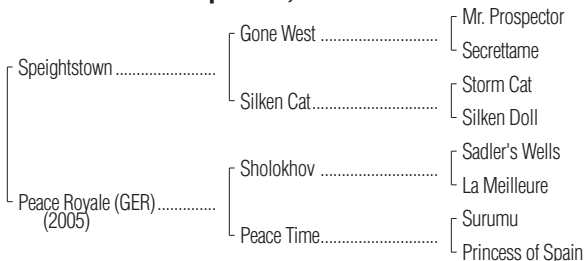 Mr. Prospector
Gone West ........................................
Secrettame
Speightstown ........................
Storm Cat
Silken Cat ........................................
Silken Doll
Sadler's Wells
Sholokhov ........................................
La Meilleure
Peace Royale (GER) ..............
(2005)
Surumu
Peace Time ........................................
Princess of Spain